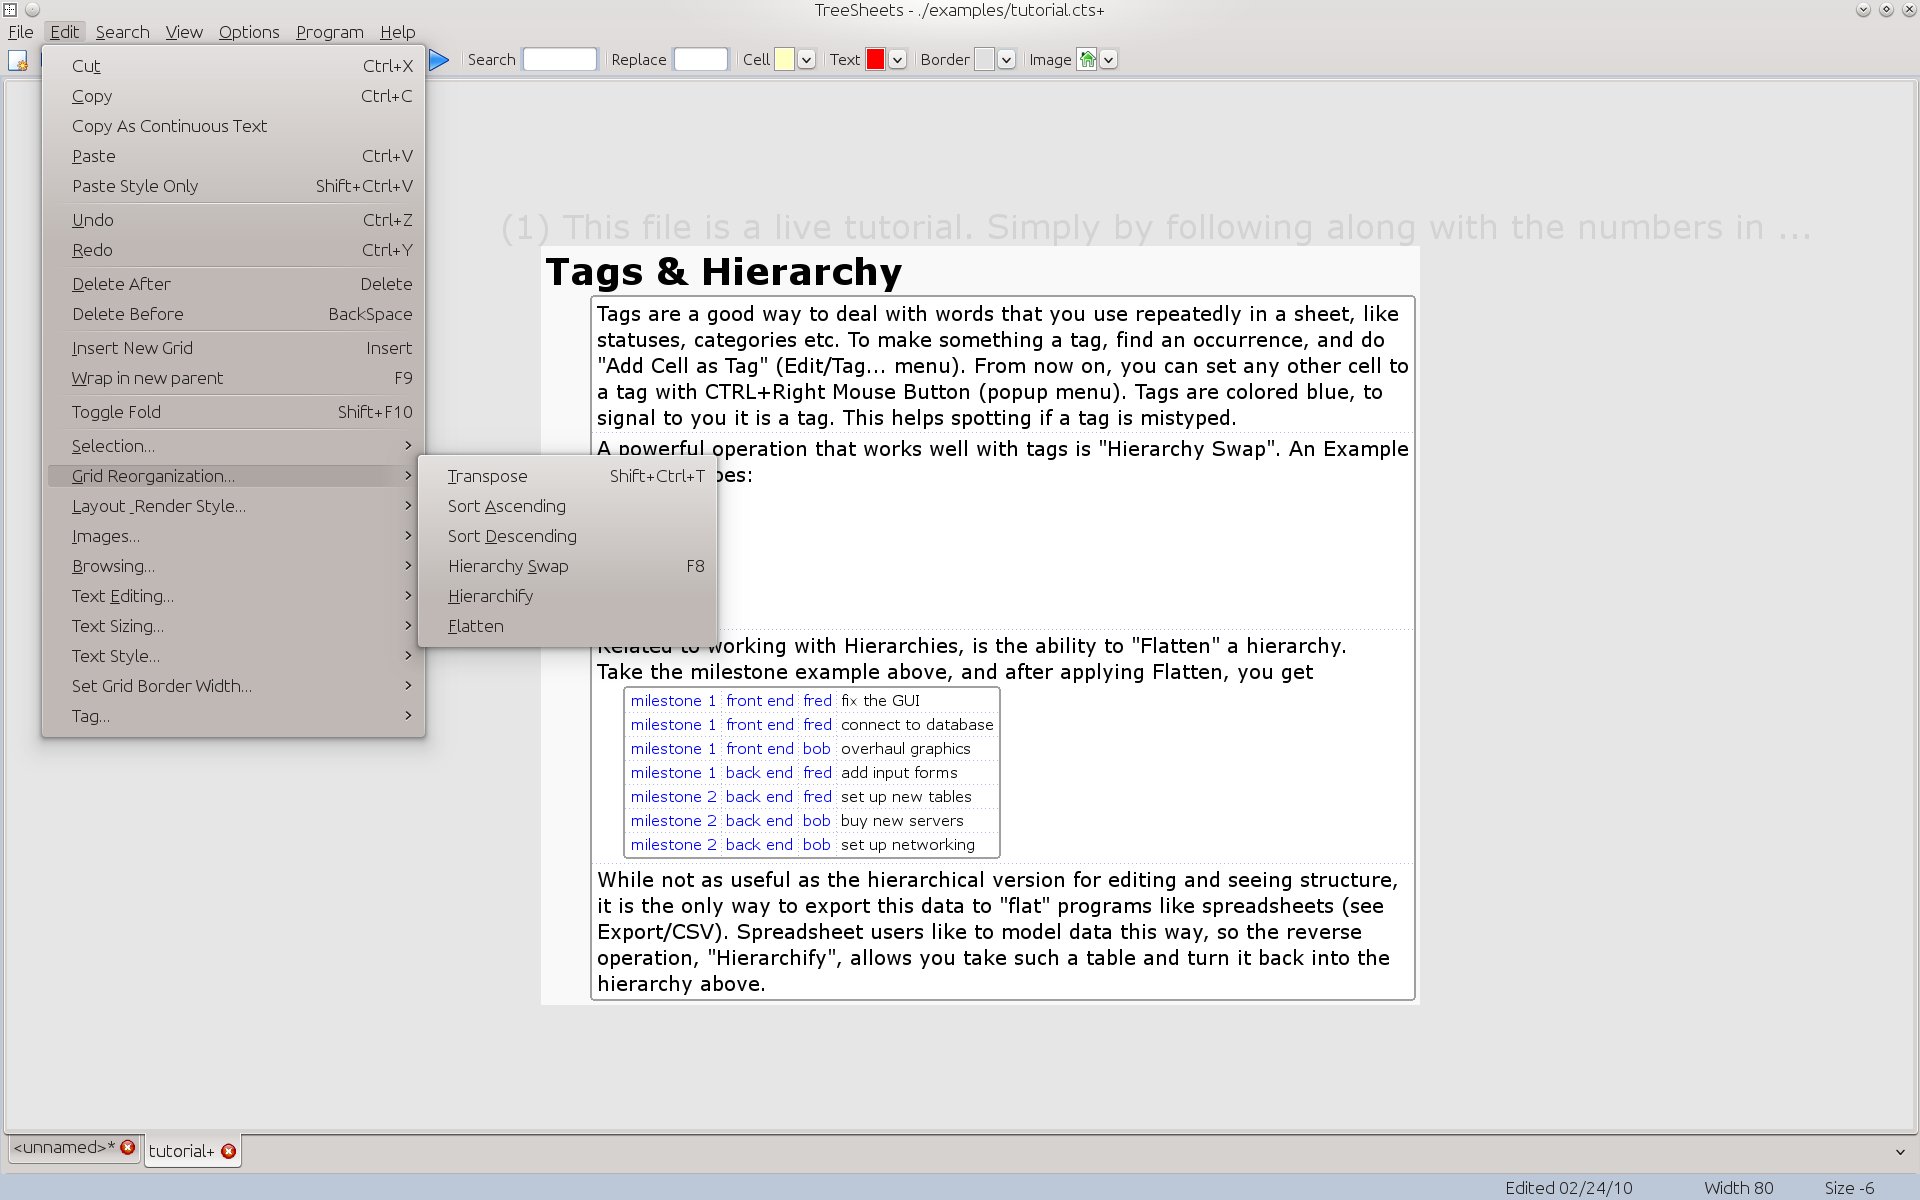 TreeSheets - ./examples/tutorial.cts+
File Edit Search View Options Program Help
Search Replace Cell Text Border Image
Cut Ctrl+X
Copy Ctrl+C
Copy As Continuous Text
Paste Ctrl+V
Paste Style Only Shift+Ctrl+V
Undo Ctrl+Z
Redo Ctrl+Y
Delete After Delete
Delete Before BackSpace
Insert New Grid Insert
Wrap in new parent F9
Toggle Fold Shift+F10
Selection...
Grid Reorganization...
Layout _Render Style...
Images...
Browsing...
Text Editing...
Text Sizing...
Text Style...
Set Grid Border Width...
Tag...
Transpose Shift+Ctrl+T
Sort Ascending
Sort Descending
Hierarchy Swap F8
Hierarchify
Flatten
(1) This file is a live tutorial. Simply by following along with the numbers in ...
Tags & Hierarchy
Tags are a good way to deal with words that you use repeatedly in a sheet, like
statuses, categories etc. To make something a tag, find an occurrence, and do
"Add Cell as Tag" (Edit/Tag... menu). From now on, you can set any other cell to
a tag with CTRL+Right Mouse Button (popup menu). Tags are colored blue, to
signal to you it is a tag. This helps spotting if a tag is mistyped.
A powerful operation that works well with tags is "Hierarchy Swap". An Example
Related to working with Hierarchies, is the ability to "Flatten" a hierarchy.
Take the milestone example above, and after applying Flatten, you get
milestone 1 front end fred fix the GUI
milestone 1 front end fred connect to database
milestone 1 front end bob overhaul graphics
milestone 1 back end fred add input forms
milestone 2 back end fred set up new tables
milestone 2 back end bob buy new servers
milestone 2 back end bob set up networking
While not as useful as the hierarchical version for editing and seeing structure,
it is the only way to export this data to "flat" programs like spreadsheets (see
Export/CSV). Spreadsheet users like to model data this way, so the reverse
operation, "Hierarchify", allows you take such a table and turn it back into the
hierarchy above.
<unnamed>* tutorial+
Edited 02/24/10 Width 80 Size -6